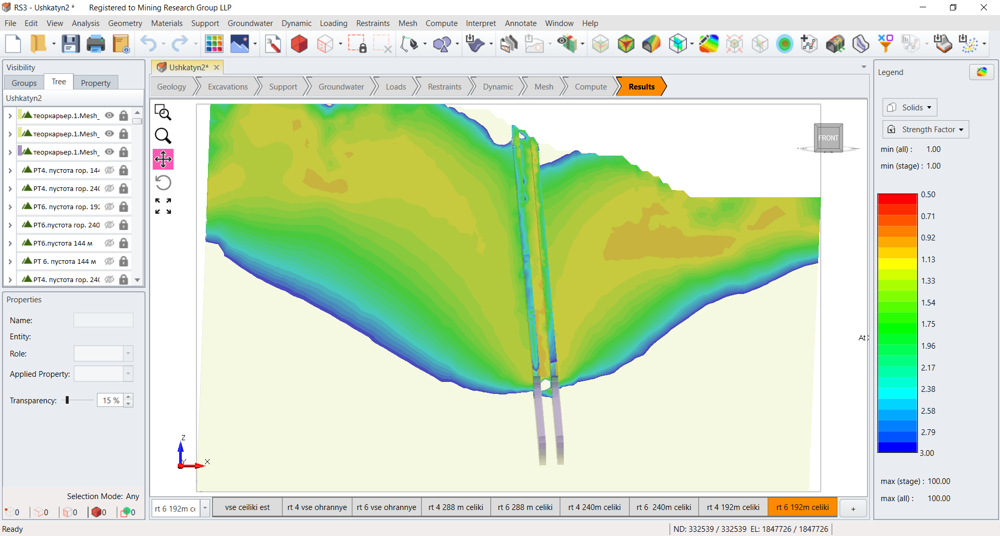 RS3 - Ushkatyn2 * Registered to Mining Research Group LLP
File Edit View Analysis Geometry Materials Support Groundwater Dynamic Loading Restraints Mesh Compute Interpret Annotate Window Help
Visibility
Groups Tree Property
Ushkatyn2
теоркарьер.1.Mesh_
теоркарьер.1.Mesh_
теоркарьер.1.Mesh_
РТ4. пустота гор. 144
РТ4. пустота гор. 240
РТ6. пустота гор. 192
РТ6.пустота гор. 240
РТ6.пустота 144 м
РТ 6. пустота 144 м
РТ4. пустота гор. 240
Properties
Name:
Entity:
Role:
Applied Property:
Transparency: 15 %
Selection Mode: Any
0 0 0 0 0
Ushkatyn2*
Geology Excavations Support Groundwater Loads Restraints Dynamic Mesh Compute Results
FRONT
At
Z
Y
X
rt 6 192m ce
vse ceiliki est rt 4 vse ohrannye rt 6 vse ohrannye rt 4 288 m celiki rt 6 288 m celiki rt 4 240m celiki rt 6 240m celiki rt 4 192m celiki rt 6 192m celiki +
Legend
Solids
Strength Factor
min (all) : 1.00
min (stage) : 1.00
0.50
0.71
0.92
1.13
1.33
1.54
1.75
1.96
2.17
2.38
2.58
2.79
3.00
max (stage) : 100.00
max (all) : 100.00
Ready
ND: 332539 / 332539 EL: 1847726 / 1847726